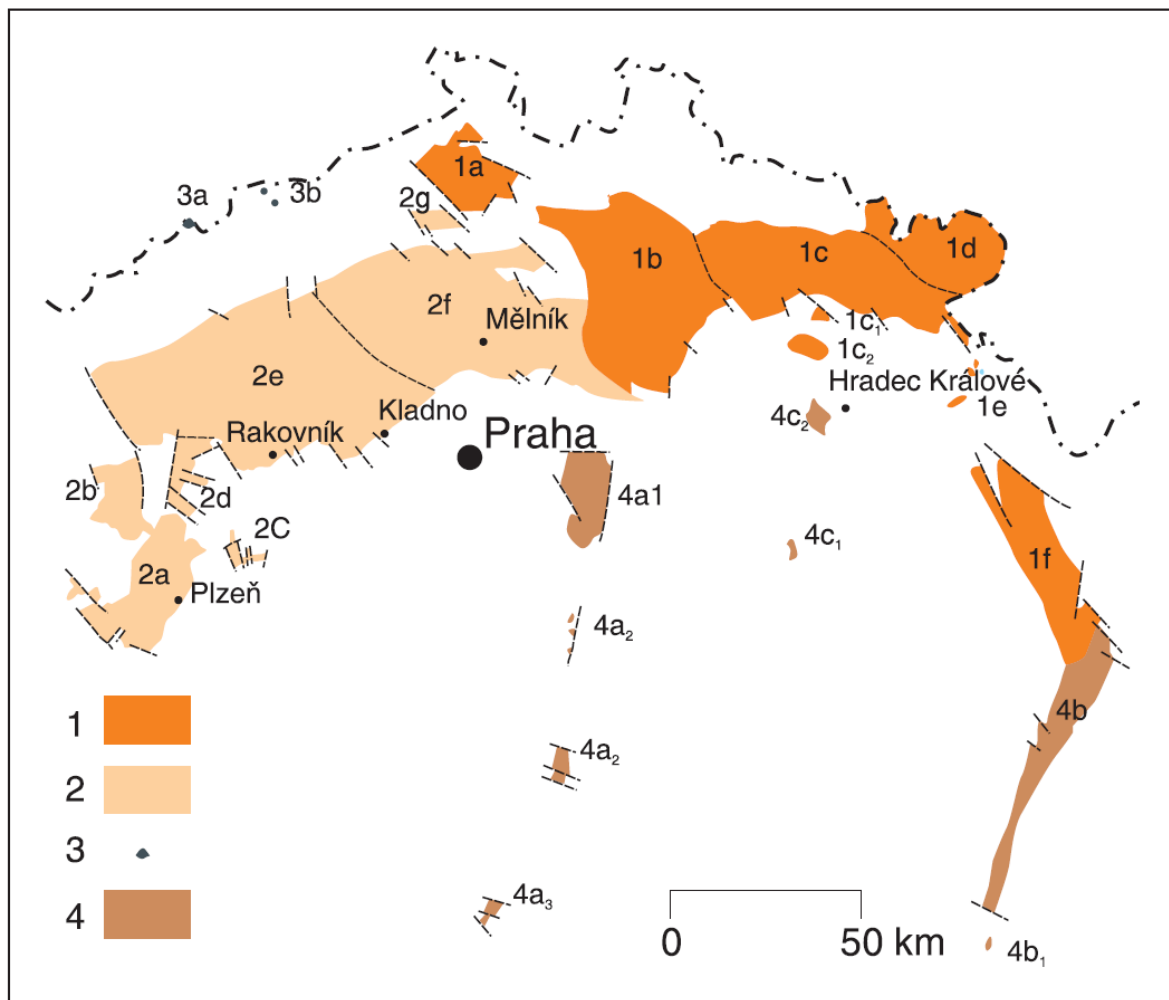 1a
3a
3b
2g
1b
1c
1d
2f
Mělník
1c₁
1c₂
2e
Hradec Králové
1e
Kladno
4c₂
Rakovník
Praha
2b
2d
4a1
2C
4c₁
1f
2a
Plzeň
4a₂
1
4b
4a₂
2
3
4
4a₃
0
50 km
4b₁